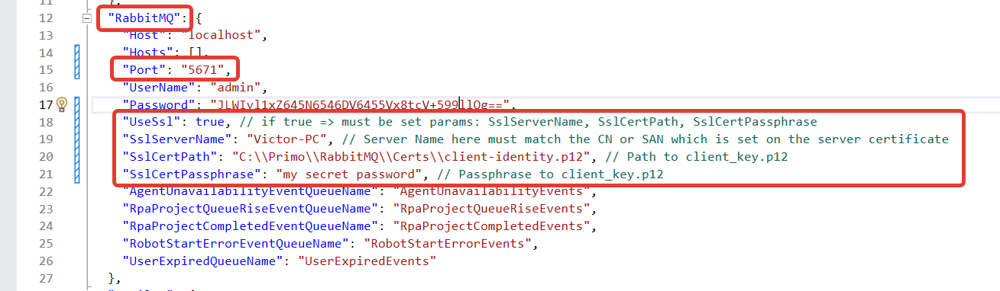 11 },
12 "RabbitMQ": {
13 "Host": "localhost",
14 "Hosts": [],
15 "Port": "5671",
16 "UserName": "admin",
17 "Password": "JLWIvl1xZ645N6546DV6455Vx8tcV+599llQg==",
18 "UseSsl": true, // if true => must be set params: SslServerName, SslCertPath, SslCertPassphrase
19 "SslServerName": "Victor-PC", // Server Name here must match the CN or SAN which is set on the server certificate
20 "SslCertPath": "C:\\Primo\\RabbitMQ\\Certs\\client-identity.p12", // Path to client_key.p12
21 "SslCertPassphrase": "my secret password", // Passphrase to client_key.p12
22 "AgentUnavailabilityEventQueueName": "AgentUnavailabilityEvents",
23 "RpaProjectQueueRiseEventQueueName": "RpaProjectQueueRiseEvents",
24 "RpaProjectCompletedEventQueueName": "RpaProjectCompletedEvents",
25 "RobotStartErrorEventQueueName": "RobotStartErrorEvents",
26 "UserExpiredQueueName": "UserExpiredEvents"
27 },